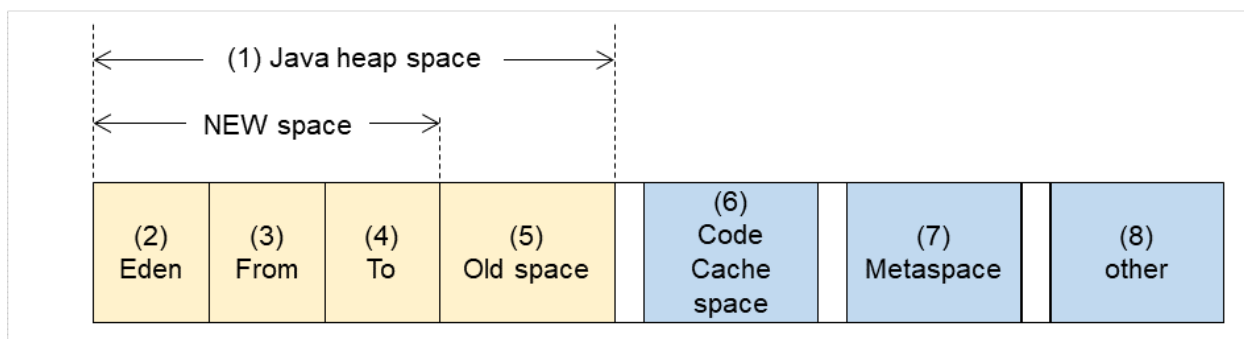 (1) Java heap space
NEW space
(2)
Eden
(3)
From
(4)
To
(5)
Old space
(6)
Code
Cache
space
(7)
Metaspace
(8)
other